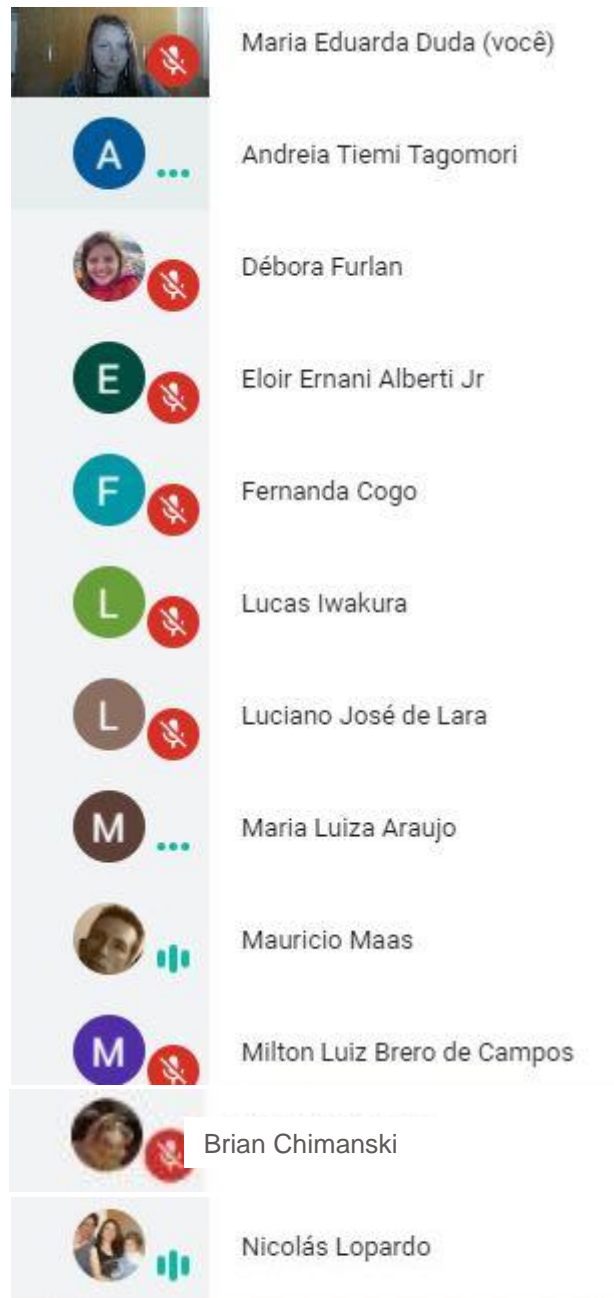 Maria Eduarda Duda (você)
A
Andreia Tiemi Tagomori
Débora Furlan
E
Eloir Ernani Alberti Jr
F
Fernanda Cogo
L
Lucas Iwakura
L
Luciano José de Lara
M
Maria Luiza Araujo
Mauricio Maas
M
Milton Luiz Brero de Campos
Brian Chimanski
Nicolás Lopardo